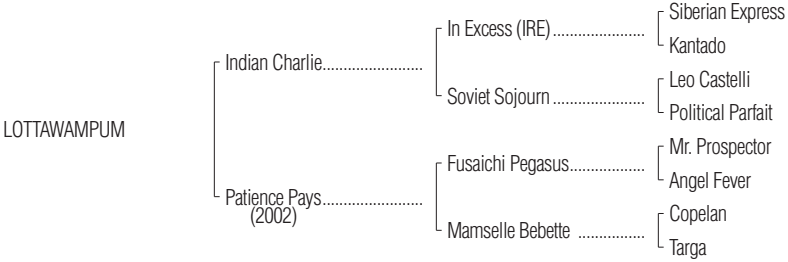 Siberian Express
In Excess (IRE)......................
Kantado
Indian Charlie........................
Leo Castelli
Soviet Sojourn ......................
Political Parfait
LOTTAWAMPUM
Mr. Prospector
Fusaichi Pegasus..................
Angel Fever
Patience Pays........................
(2002)
Copelan
Mamselle Bebette ................
Targa